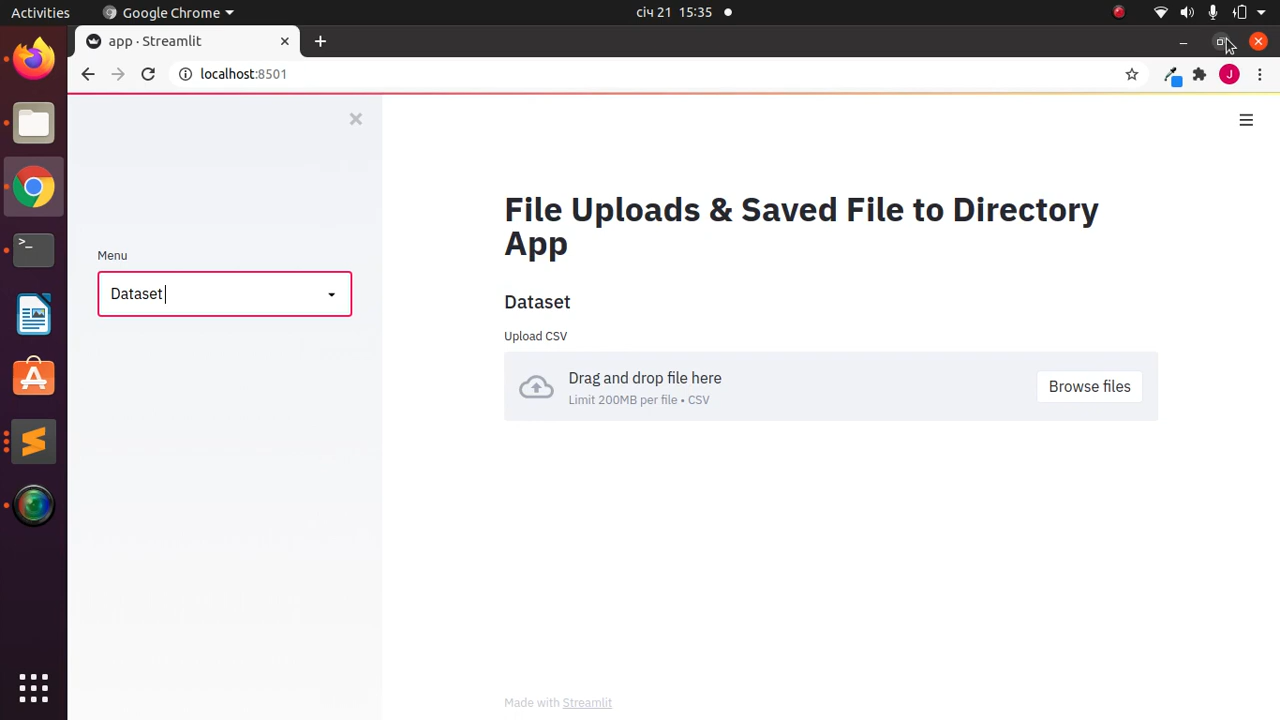 Activities
Google Chrome
січ 21 15:35
app · Streamlit
localhost:8501
J
Menu
Dataset
File Uploads & Saved File to Directory
App
Dataset
Upload CSV
Drag and drop file here
Limit 200MB per file • CSV
Browse files
Made with Streamlit